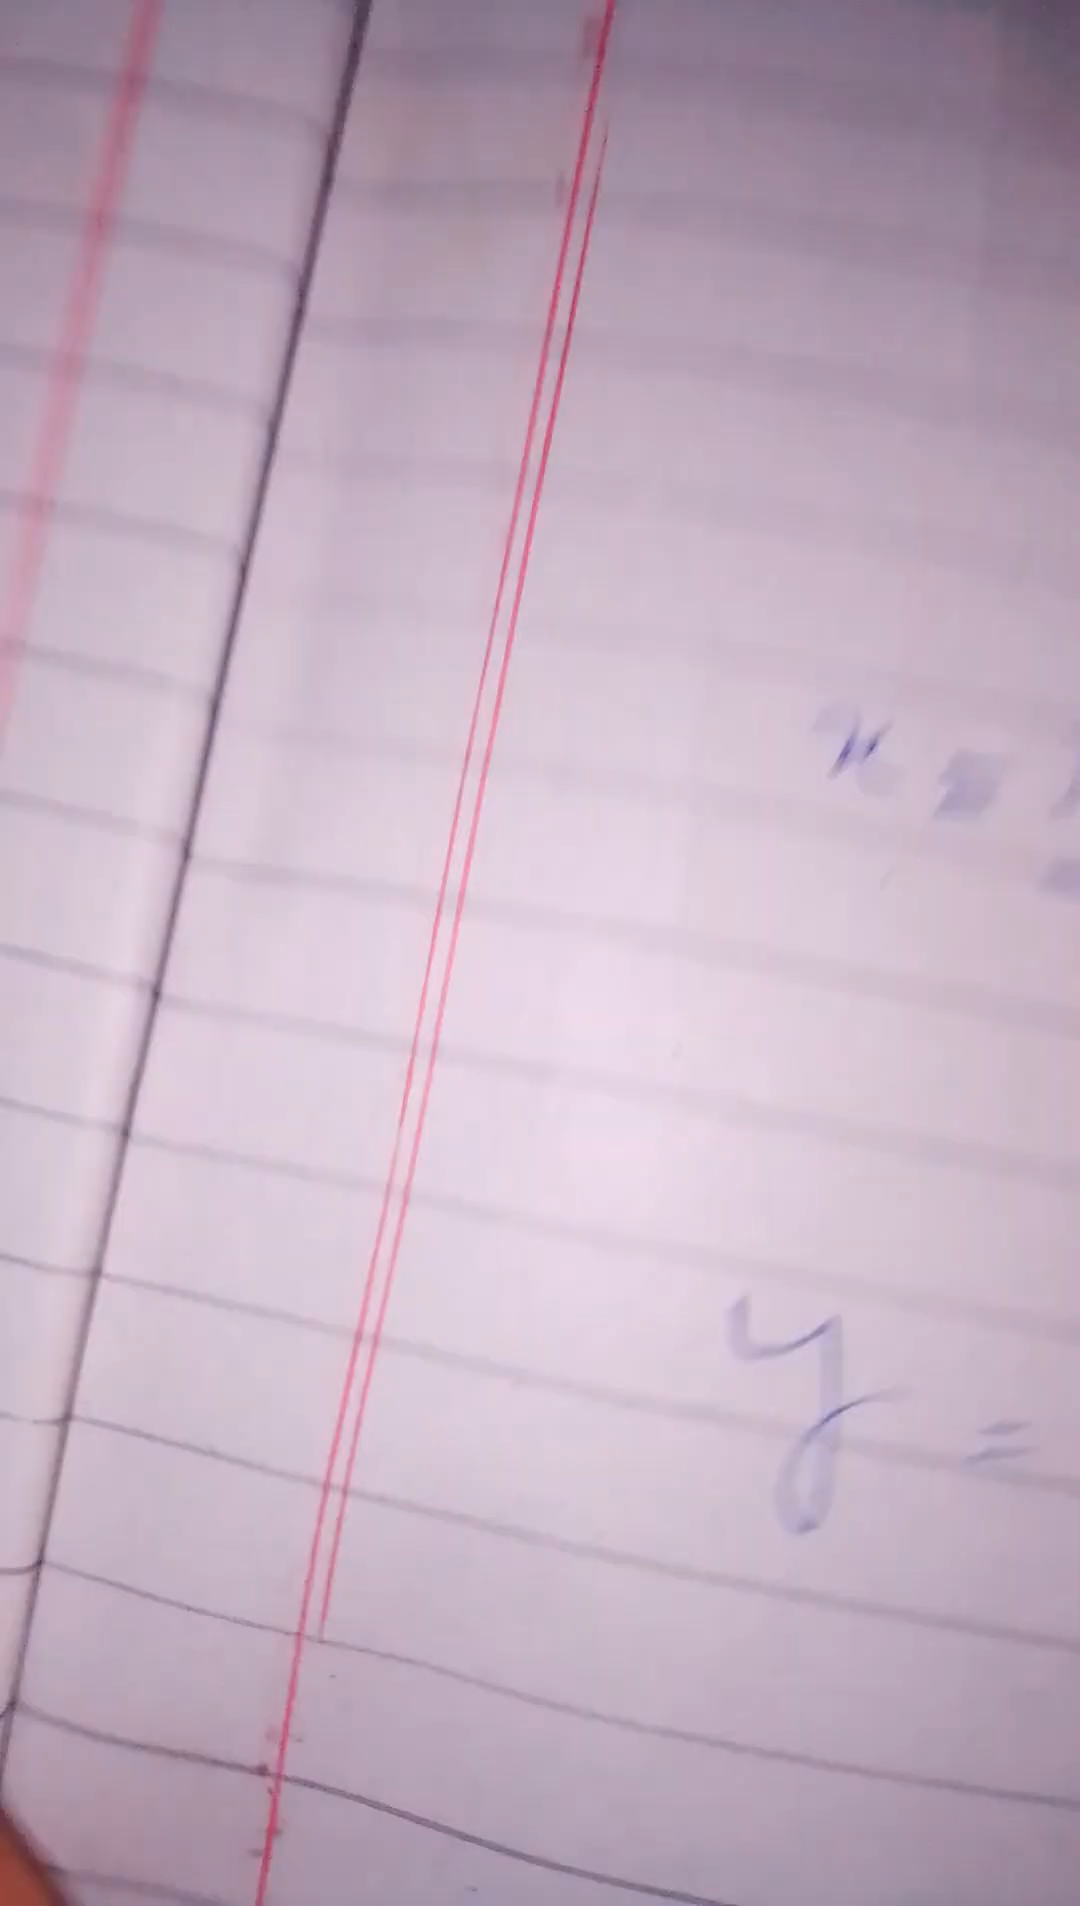 x =
y =